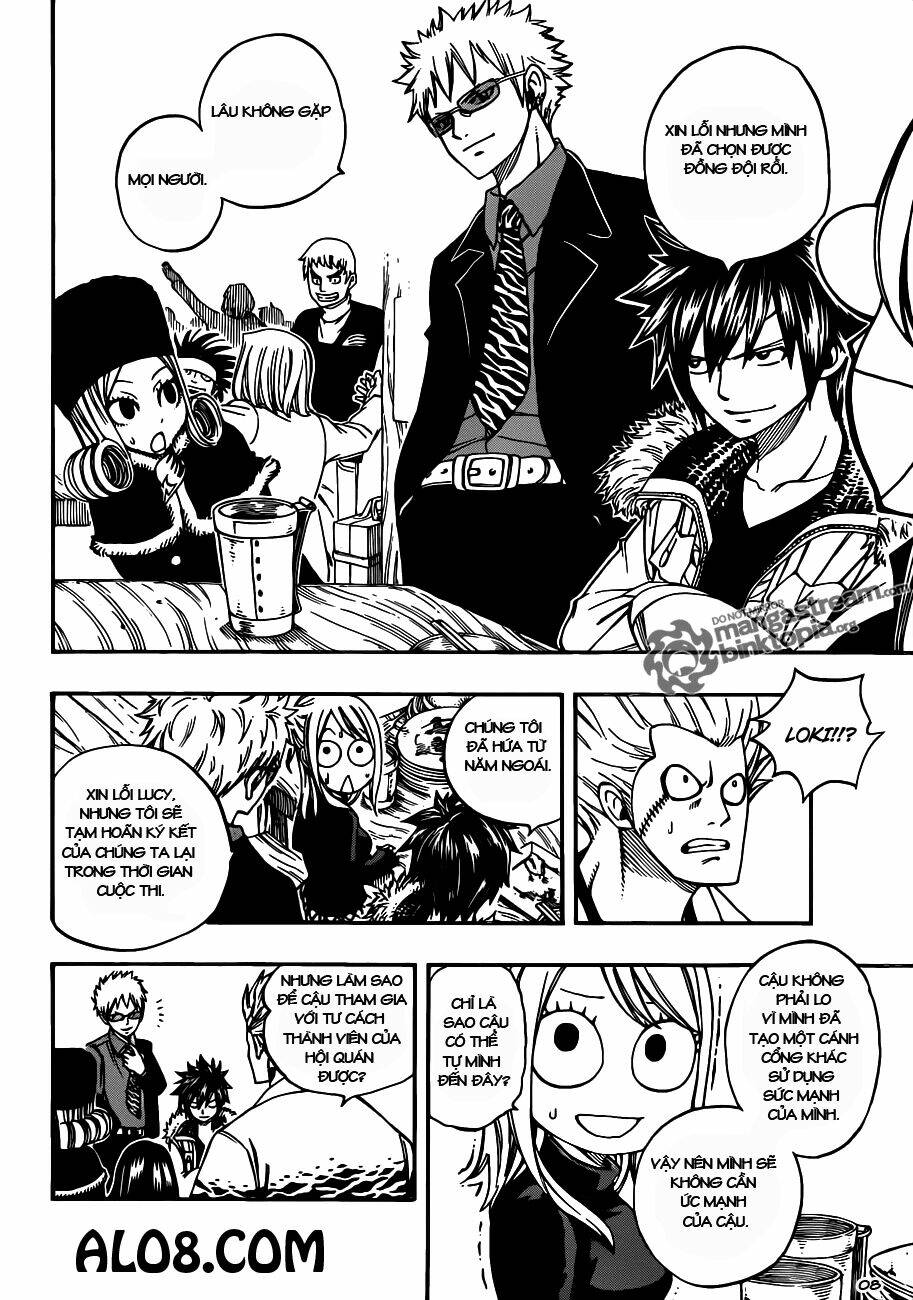 LÂU KHÔNG GẶP
MỌI NGƯỜI.
XIN LỖI NHƯNG MÌNH
ĐÃ CHỌN ĐƯỢC
ĐỒNG ĐỘI RỒI.
DO NOT MIRROR
mangastream.com
binktopia.org
LOKI!!!?
CHÚNG TÔI
ĐÃ HỨA TỪ
NĂM NGOÁI.
XIN LỖI LUCY,
NHƯNG TÔI SẼ
TẠM HOÃN KÝ KẾT
CỦA CHÚNG TA LẠI
TRONG THỜI GIAN
CUỘC THI.
NHƯNG LÀM SAO
ĐỂ CẬU THAM GIA
VỚI TƯ CÁCH
THÀNH VIÊN CỦA
HỘI QUÁN
ĐƯỢC?
CHỈ LÀ
SAO CẬU
CÓ THỂ
TỰ MÌNH
ĐẾN ĐÂY?
CẬU KHÔNG
PHẢI LO
VÌ MÌNH ĐÃ
TẠO MỘT CÁNH
CỔNG KHÁC
SỬ DỤNG
SỨC MẠNH
CỦA MÌNH.
VẬY NÊN MÌNH SẼ
KHÔNG CẦN
ỨC MẠNH
CỦA CẬU.
ALO8.COM
08